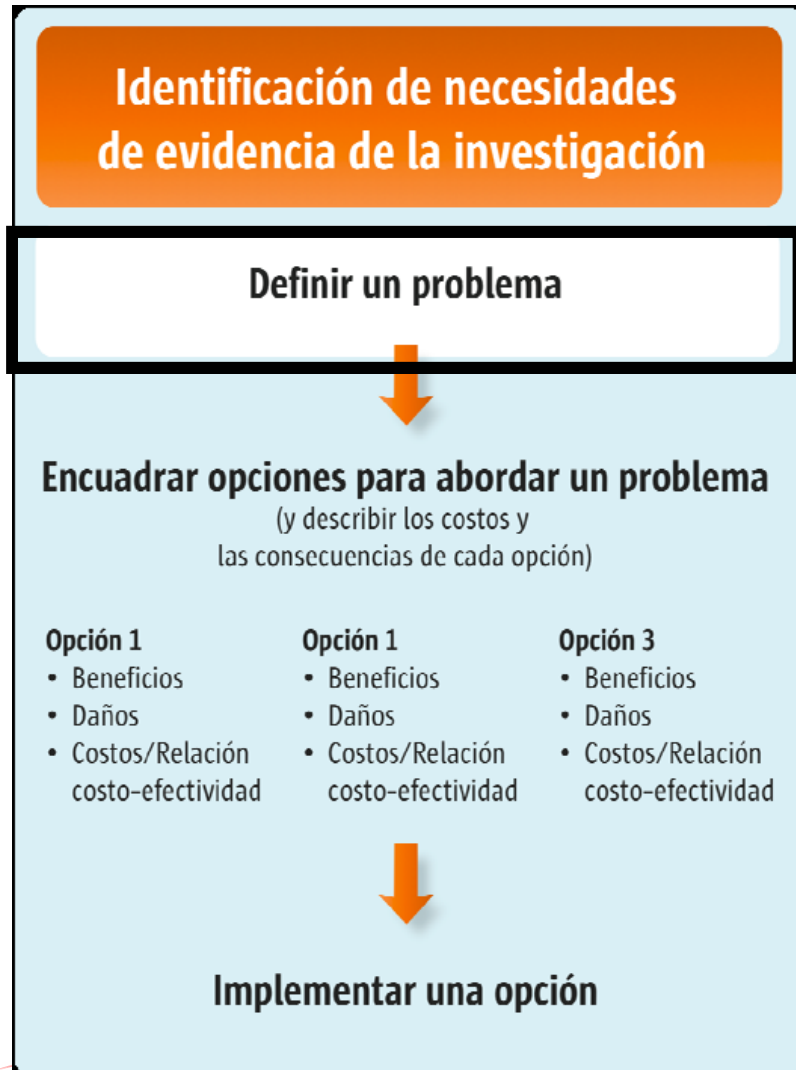 Identificación de necesidades
de evidencia de la investigación
Definir un problema
Encuadrar opciones para abordar un problema
(y describir los costos y
las consecuencias de cada opción)
Opción 1
• Beneficios
• Daños
• Costos/Relación
costo-efectividad
Opción 1
• Beneficios
• Daños
• Costos/Relación
costo-efectividad
Opción 3
• Beneficios
• Daños
• Costos/Relación
costo-efectividad
Implementar una opción